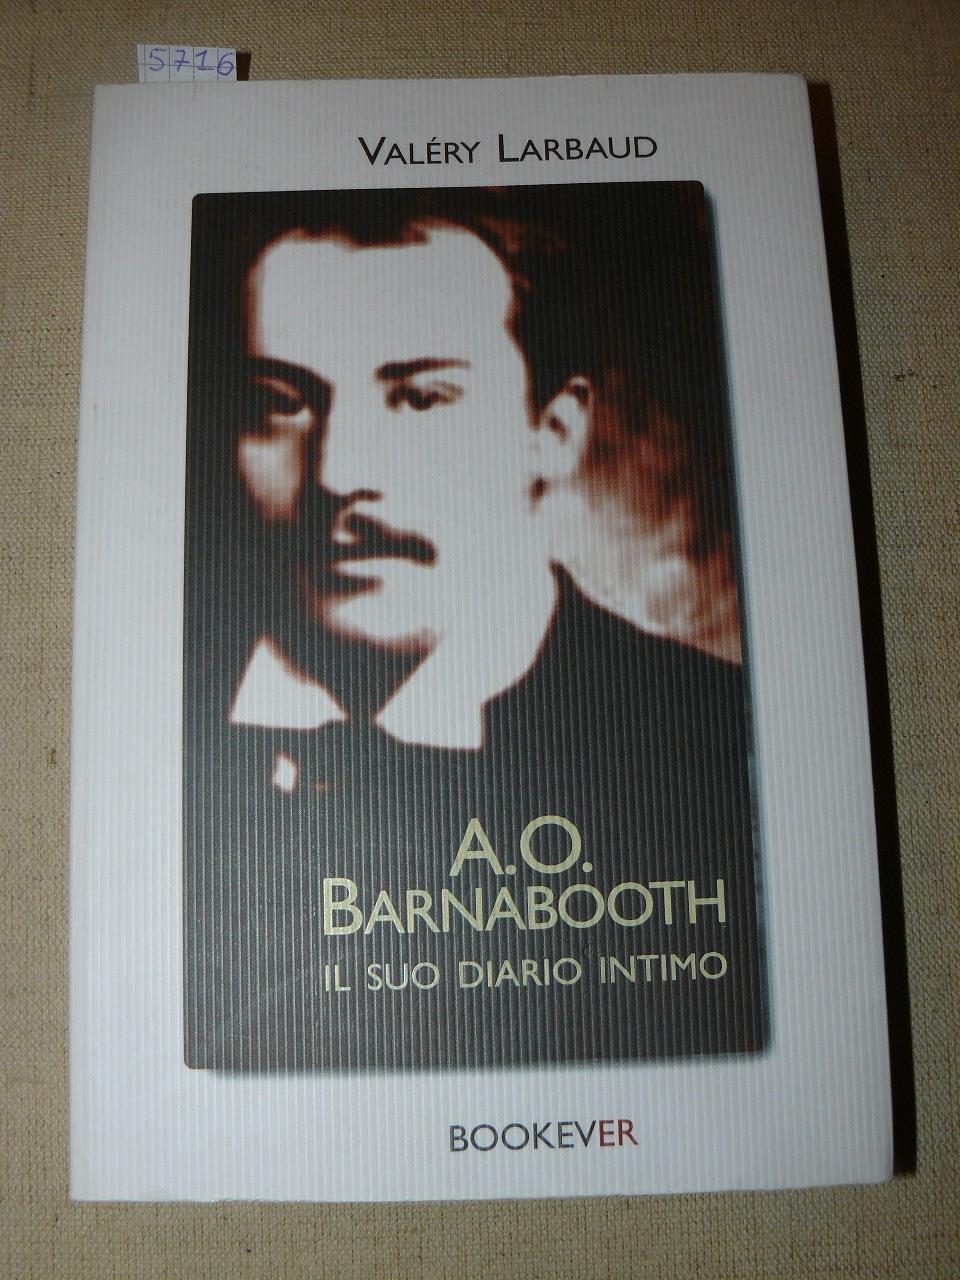 5716
VALÉRY LARBAUD
A.O.
BARNABOOTH
IL SUO DIARIO INTIMO
BOOKEVER